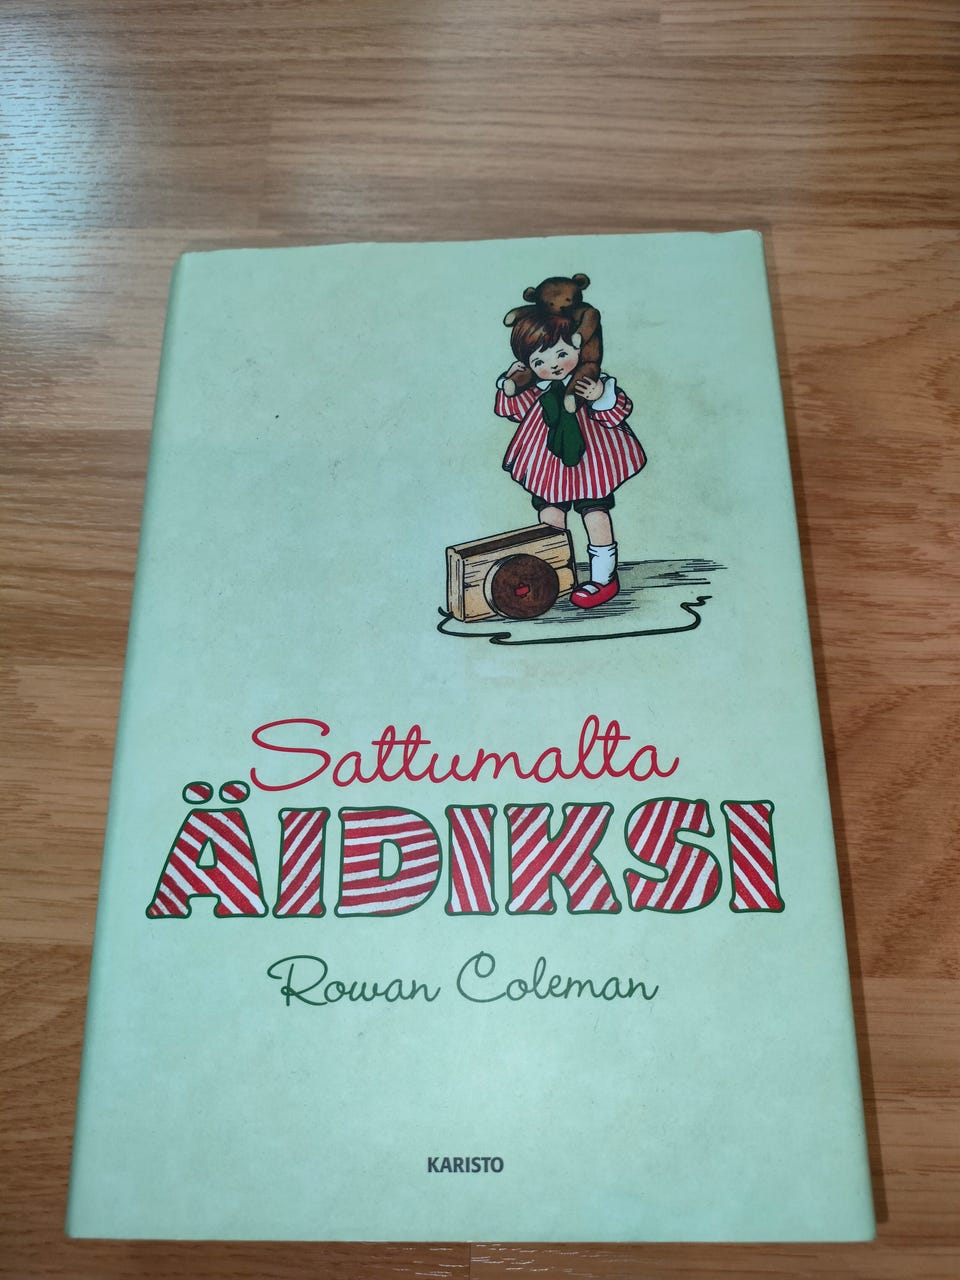 Sattumalta
ÄIDIKSI
Rowan Coleman
KARISTO